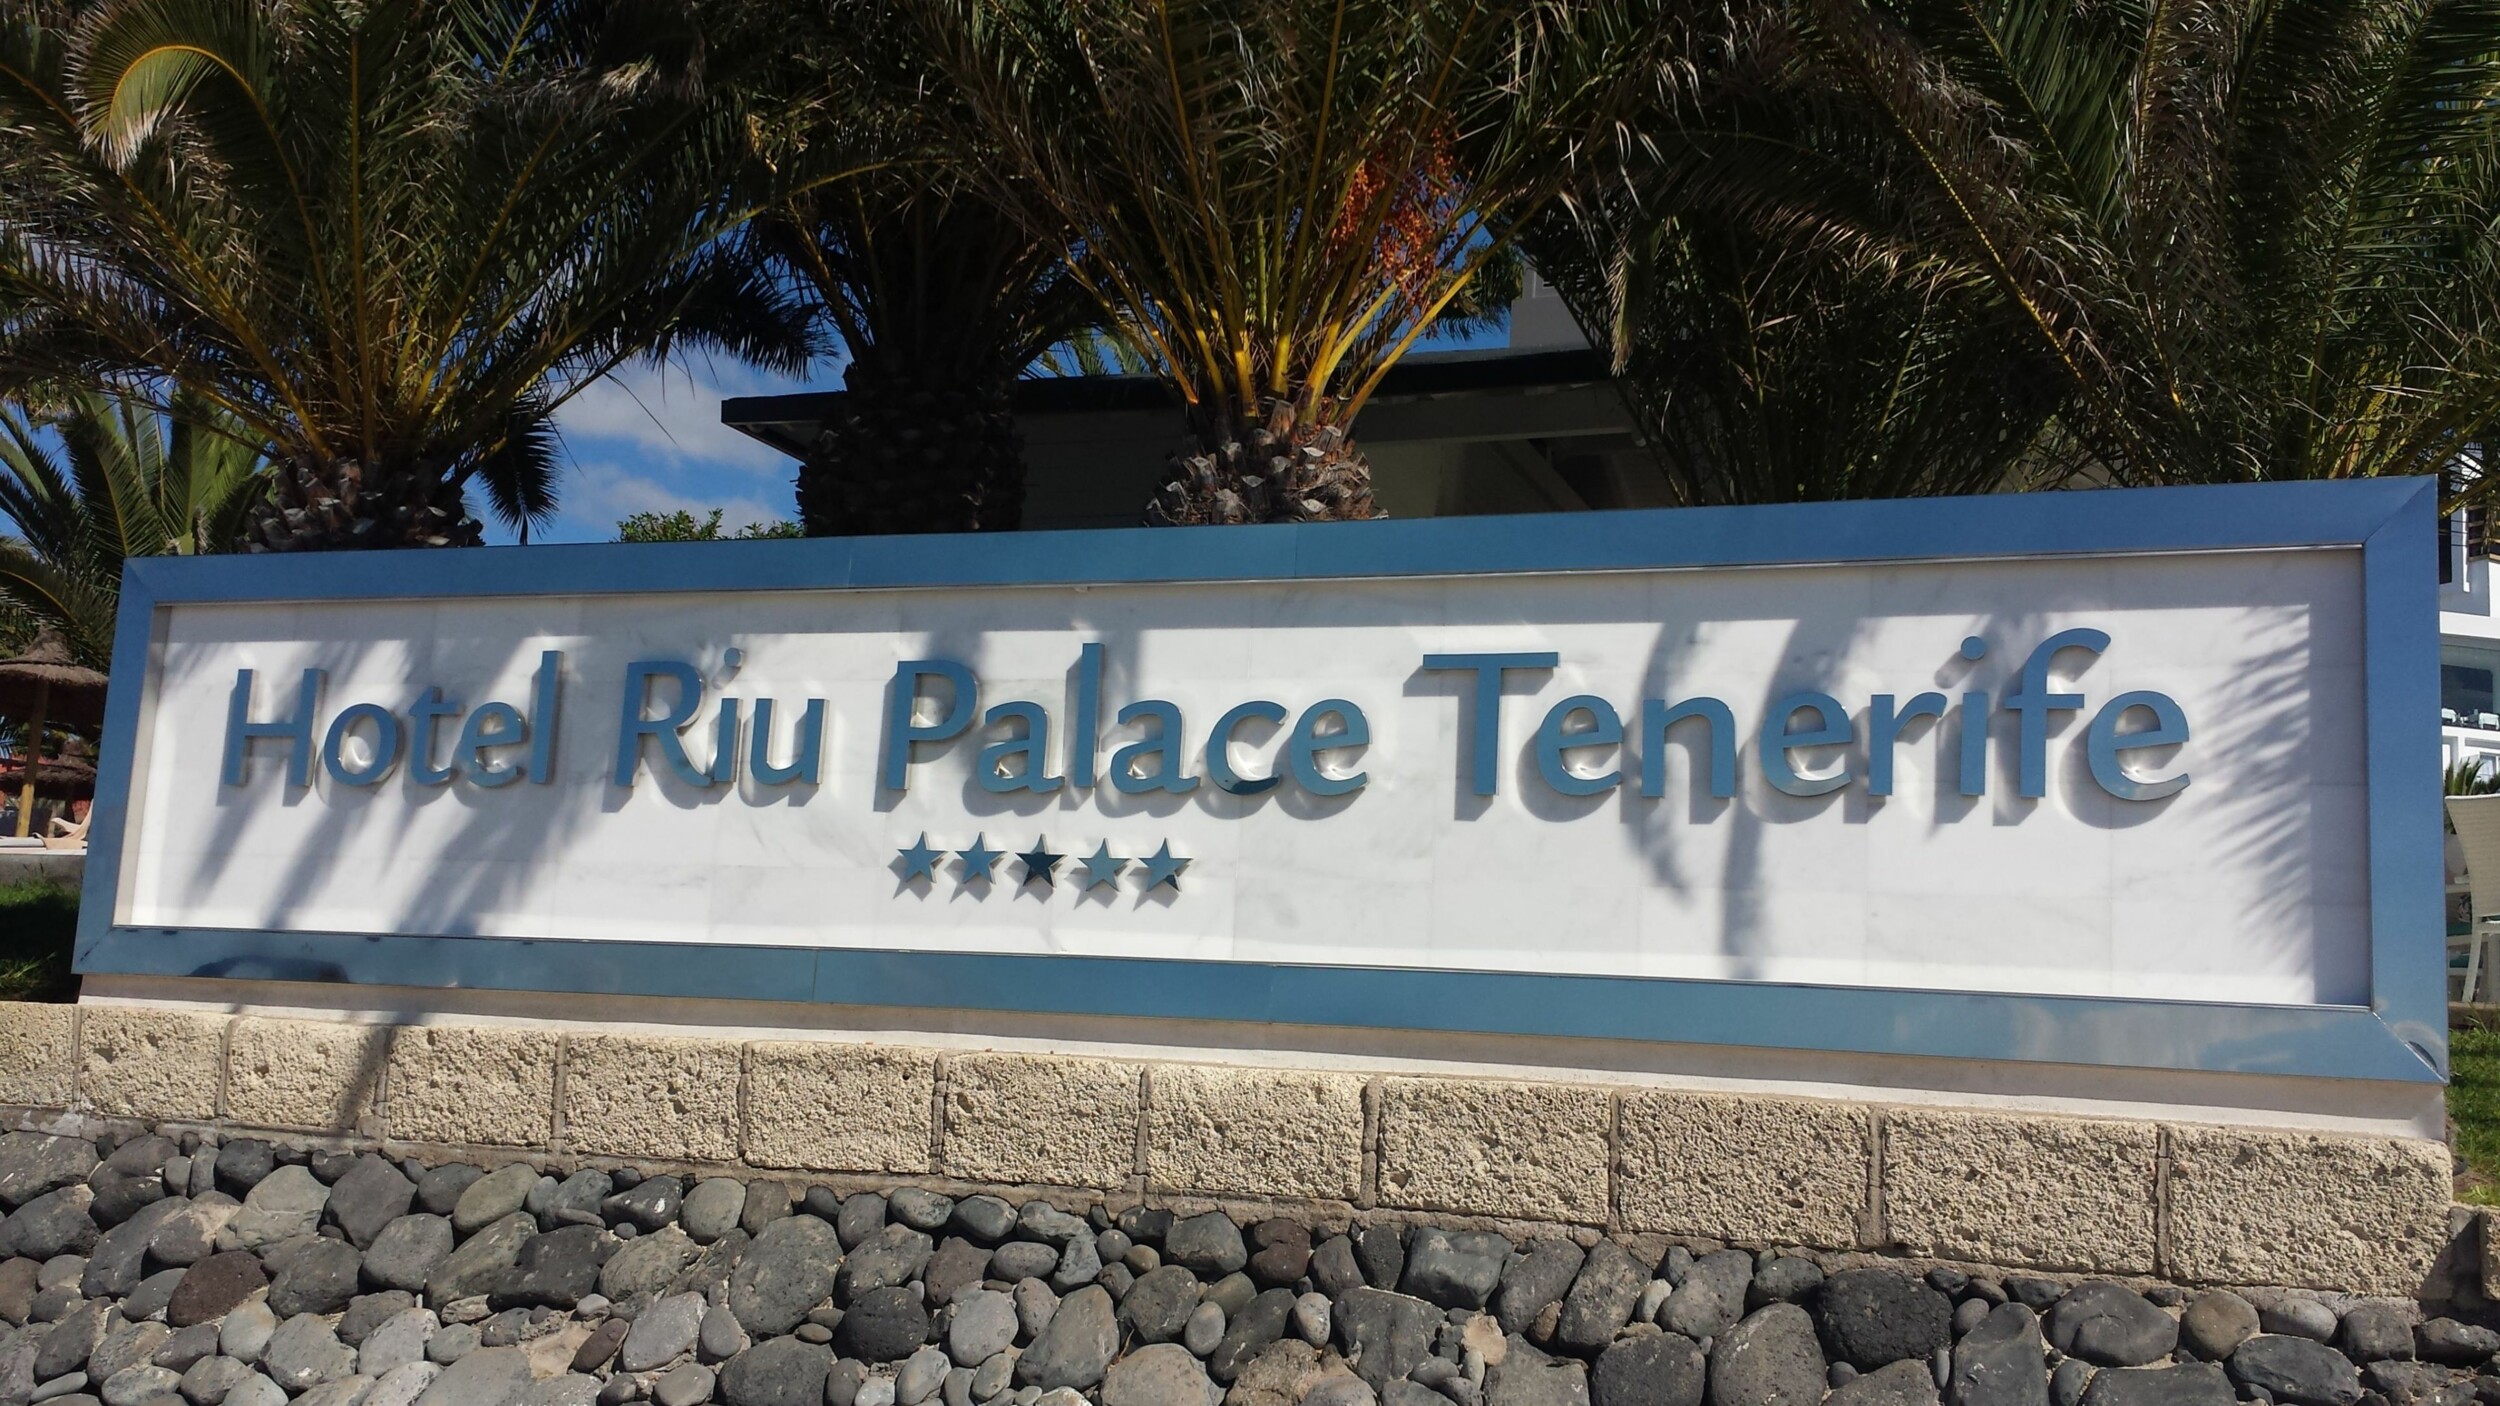 Hotel Riu Palace Tenerife
★★★★★